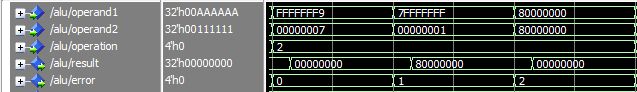 /alu/operand1 32'h00AAAAAA FFFFFFF9 7FFFFFFF 80000000
/alu/operand2 32'h00111111 00000007 00000001 80000000
/alu/operation 4'h0 2
/alu/result 32'h00000000 00000000 80000000 00000000
/alu/error 4'h0 0 1 2